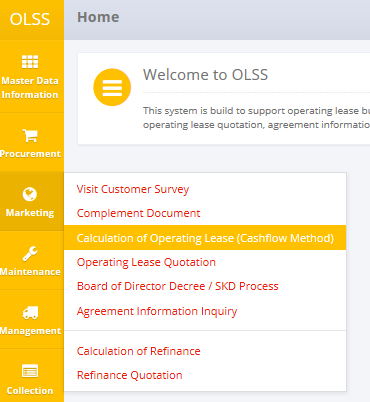 OLSS
Home
Master Data
Information
Procurement
Marketing
Maintenance
Management
Collection
Welcome to OLSS
This system is build to support operating lease bu
operating lease quotation, agreement informatio
Visit Customer Survey
Complement Document
Calculation of Operating Lease (Cashflow Method)
Operating Lease Quotation
Board of Director Decree / SKD Process
Agreement Information Inquiry
Calculation of Refinance
Refinance Quotation